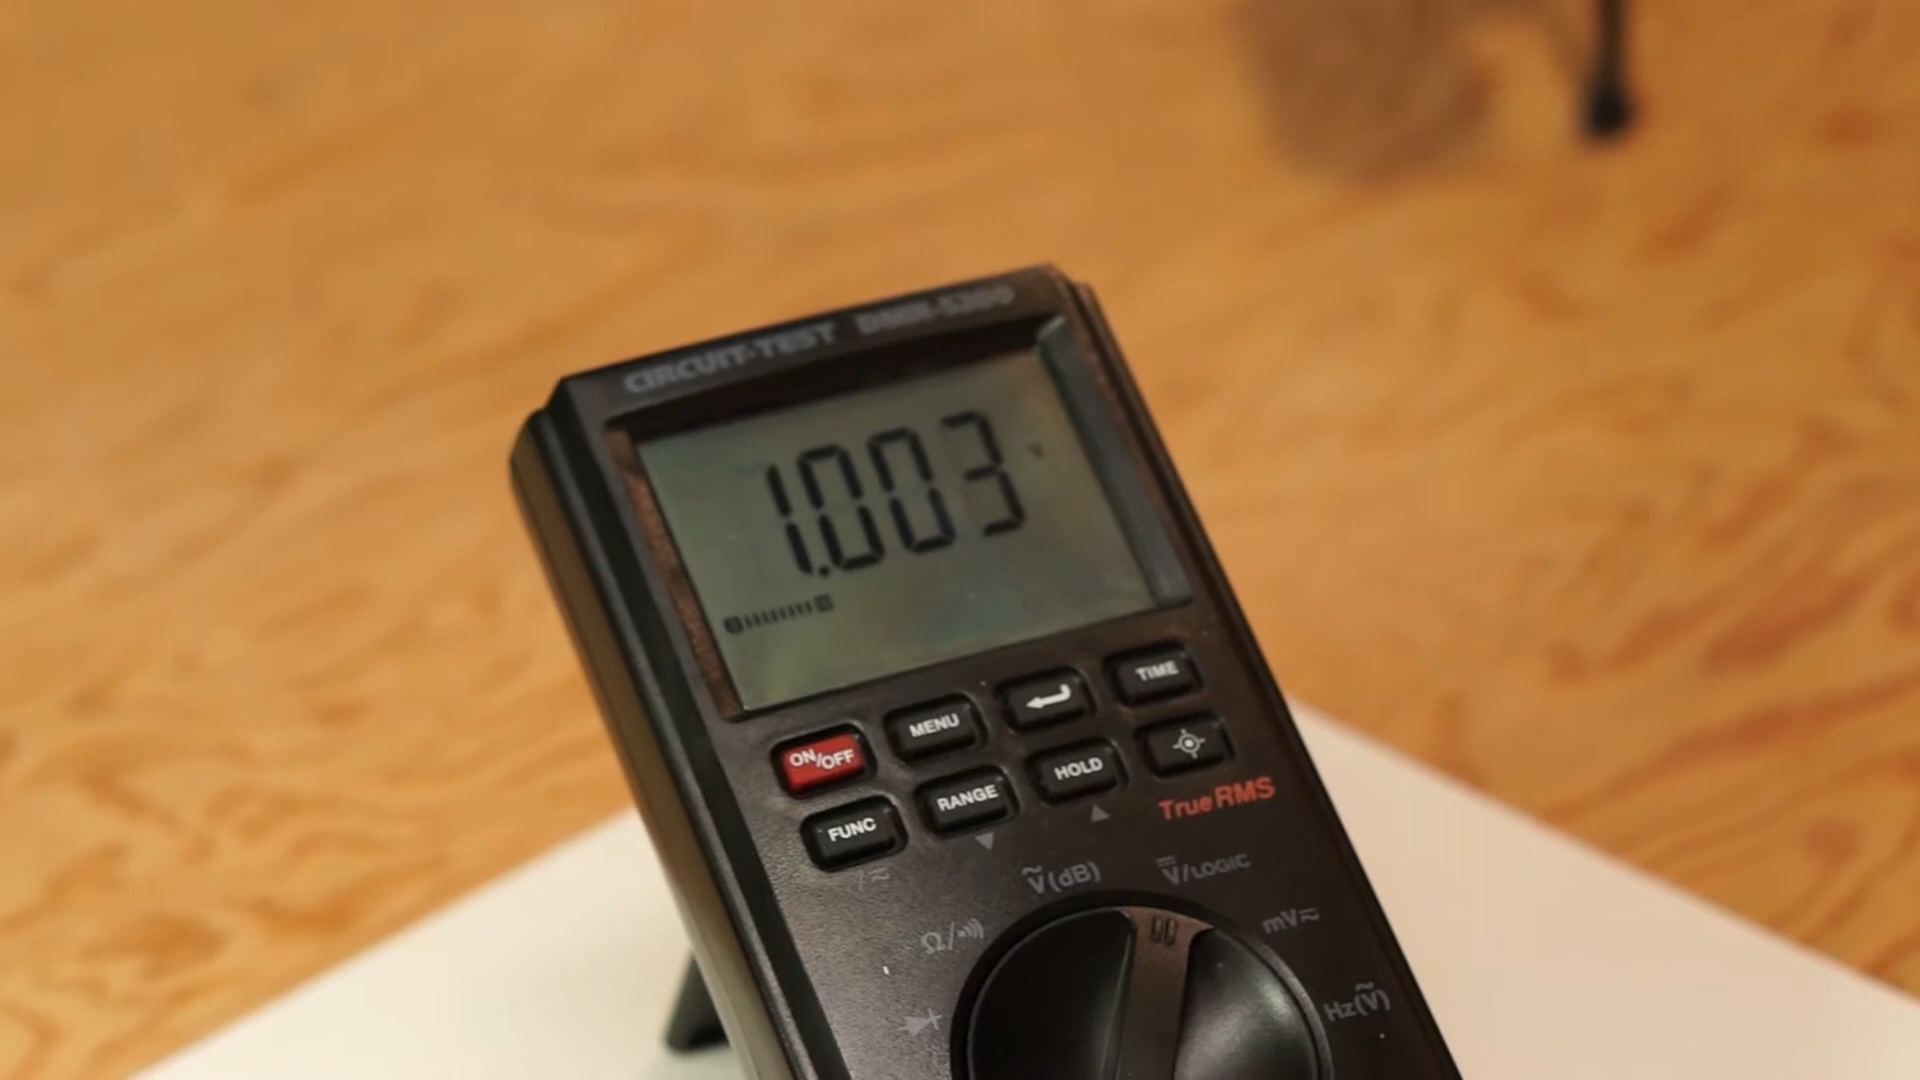 CIRCUIT-TEST
1.003
ON/OFF MENU TIME
FUNC RANGE HOLD
True RMS
Ṽ(dB) V/LOGIC
Ω mV
Hz(Ṽ)